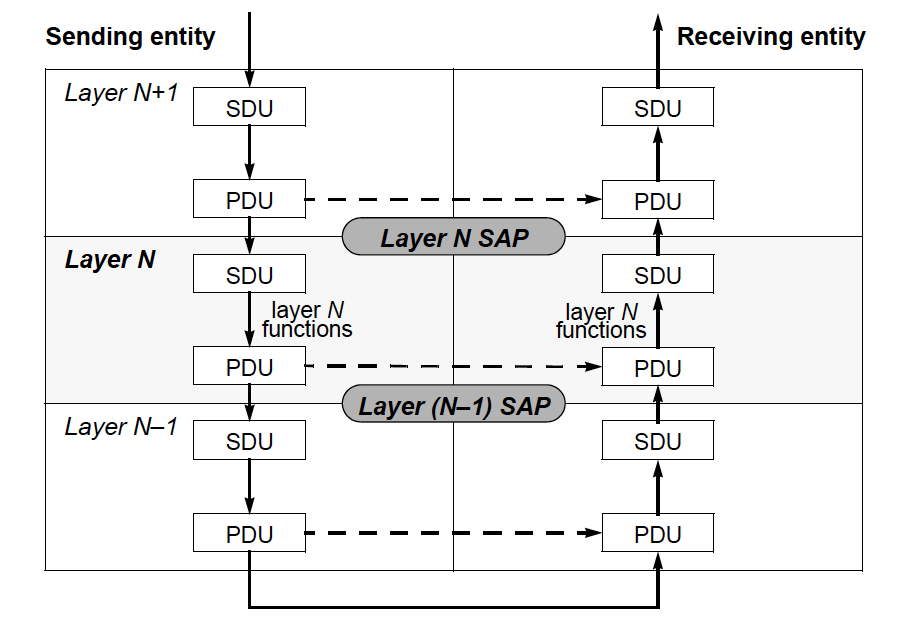 Sending entity
Receiving entity
Layer N+1
SDU
SDU
PDU
PDU
Layer N SAP
Layer N
SDU
SDU
layer N
functions
layer N
functions
PDU
PDU
Layer (N–1) SAP
Layer N–1
SDU
SDU
PDU
PDU